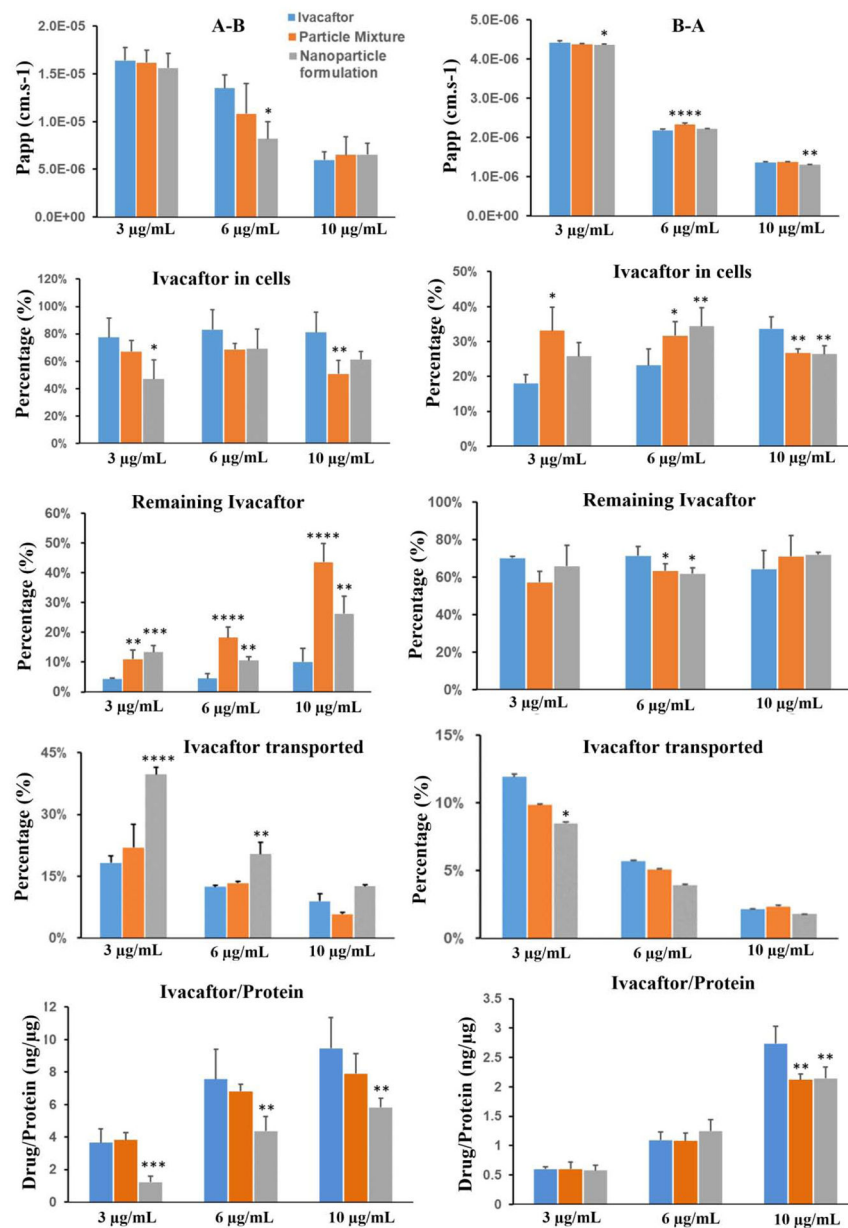 A-B
Ivacaftor
Particle Mixture
Nanoparticle
formulation
Papp (cm.s-1)
2.0E-05
1.5E-05
1.0E-05
5.0E-06
0.0E+00
*
3 µg/mL 6 µg/mL 10 µg/mL
B-A
Papp (cm.s-1)
5.0E-06
4.0E-06
3.0E-06
2.0E-06
1.0E-06
0.0E+00
*
****
**
3 µg/mL 6 µg/mL 10 µg/mL
Ivacaftor in cells
Percentage (%)
120%
100%
80%
60%
40%
20%
0%
*
**
3 µg/mL 6 µg/mL 10 µg/mL
Ivacaftor in cells
Percentage (%)
50%
40%
30%
20%
10%
0%
* * ** ** **
3 µg/mL 6 µg/mL 10 µg/mL
Remaining Ivacaftor
Percentage (%)
60%
50%
40%
30%
20%
10%
0%
** *** **** ** **** **
3 µg/mL 6 µg/mL 10 µg/mL
Remaining Ivacaftor
Percentage (%)
100%
80%
60%
40%
20%
0%
* *
3 µg/mL 6 µg/mL 10 µg/mL
Ivacaftor transported
Percentage (%)
45%
30%
15%
0%
**** **
3 µg/mL 6 µg/mL 10 µg/mL
Ivacaftor transported
Percentage (%)
15%
10%
5%
0%
*
3 µg/mL 6 µg/mL 10 µg/mL
Ivacaftor/Protein
Drug/Protein (ng/µg)
12
10
8
6
4
2
0
*** ** **
3 µg/mL 6 µg/mL 10 µg/mL
Ivacaftor/Protein
Drug/Protein (ng/µg)
3.5
3
2.5
2
1.5
1
0.5
0
** **
3 µg/mL 6 µg/mL 10 µg/mL